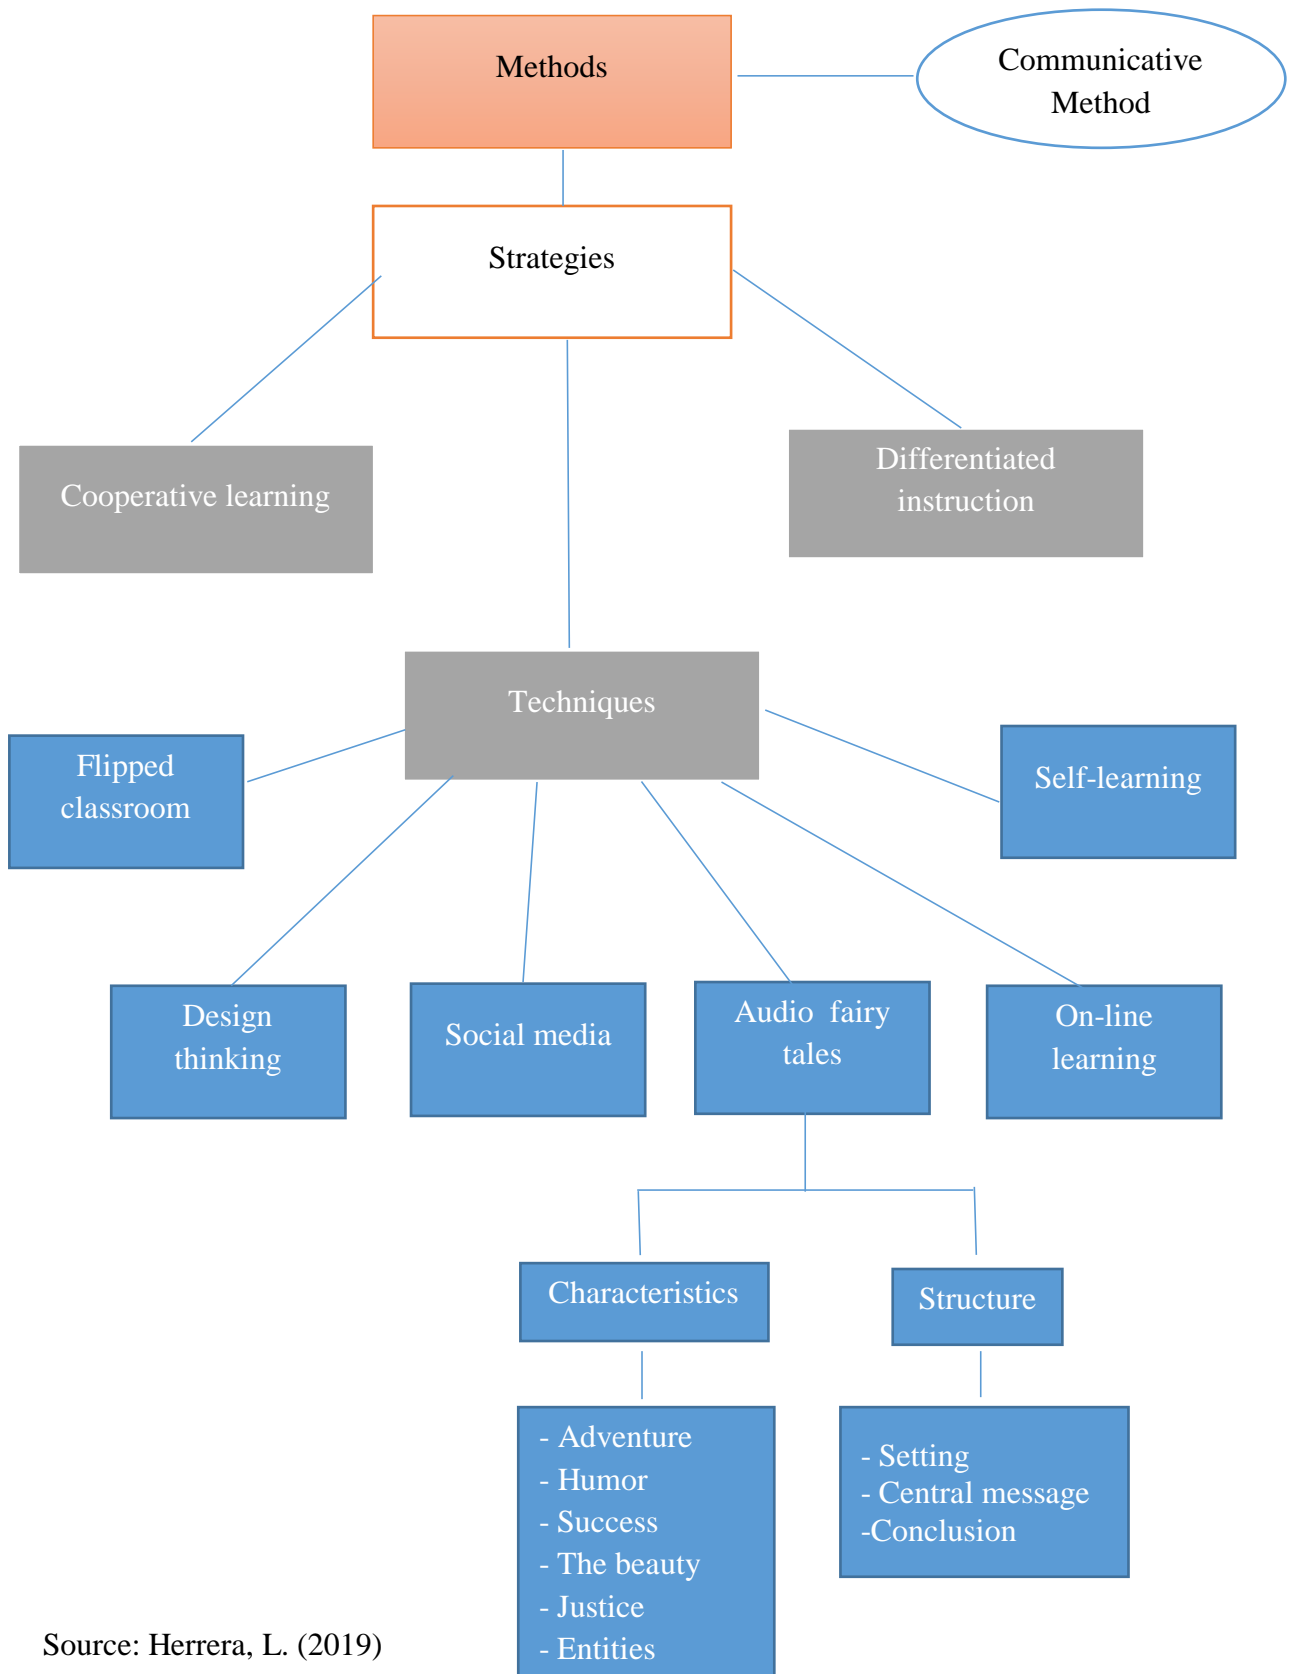 Methods
Communicative
Method
Strategies
Cooperative learning
Differentiated
instruction
Techniques
Flipped
classroom
Self-learning
Design
thinking
Social media
Audio  fairy
tales
On-line
learning
Characteristics
Structure
- Adventure
- Humor
- Success
- The beauty
- Justice
- Entities
- Setting
- Central message
-Conclusion
Source: Herrera, L. (2019)